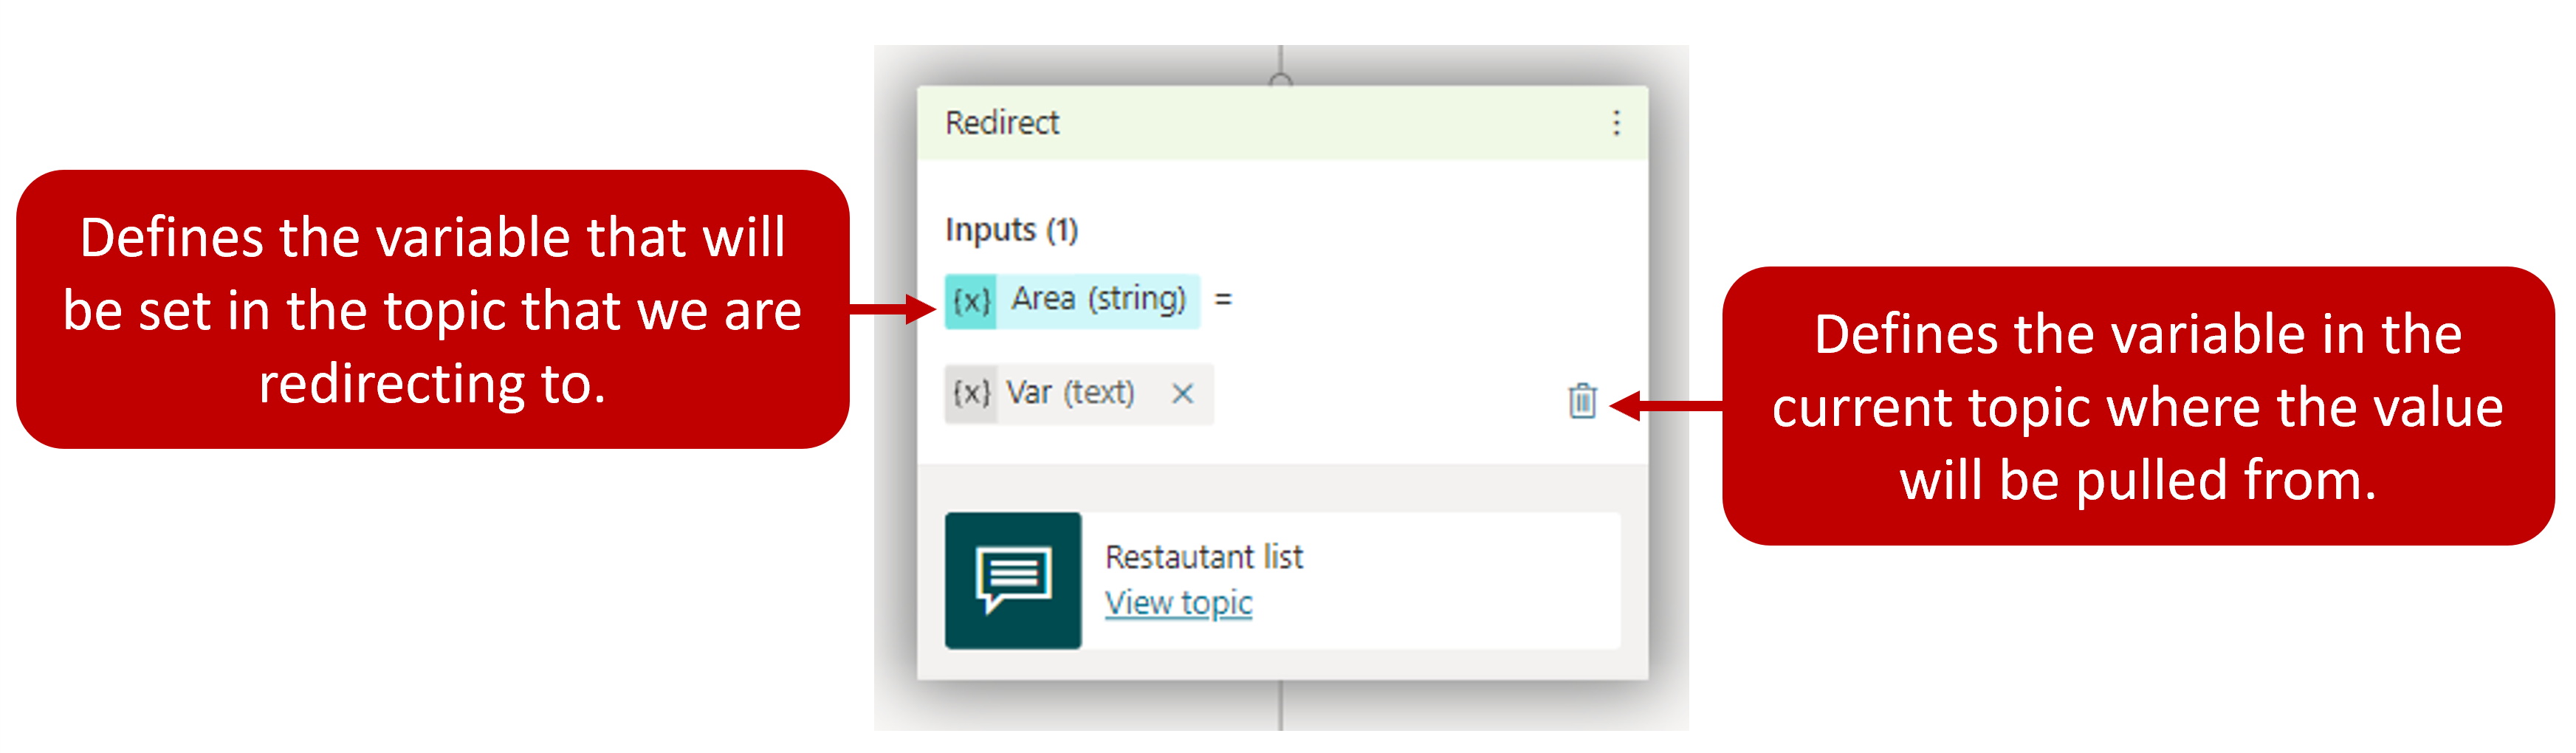 Defines the variable that will
be set in the topic that we are
redirecting to.
Redirect
Inputs (1)
{x} Area (string) =
{x} Var (text) ×
Restautant list
View topic
Defines the variable in the
current topic where the value
will be pulled from.